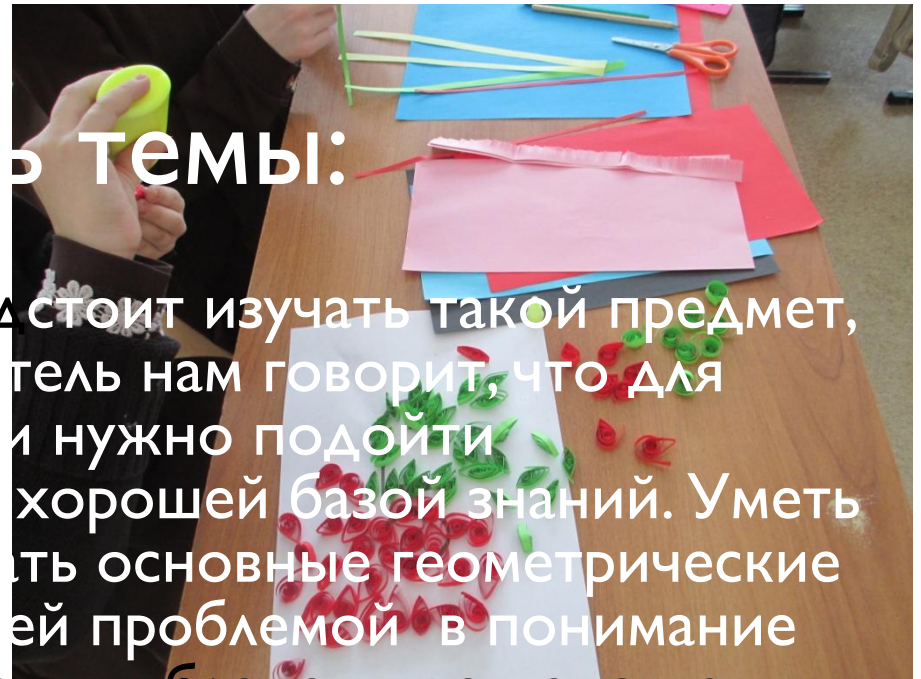 темы:
стоит изучать такой предмет,
тель нам говорит, что для
и нужно подойти
хорошей базой знаний. Уметь
ать основные геометрические
ей проблемой в понимание